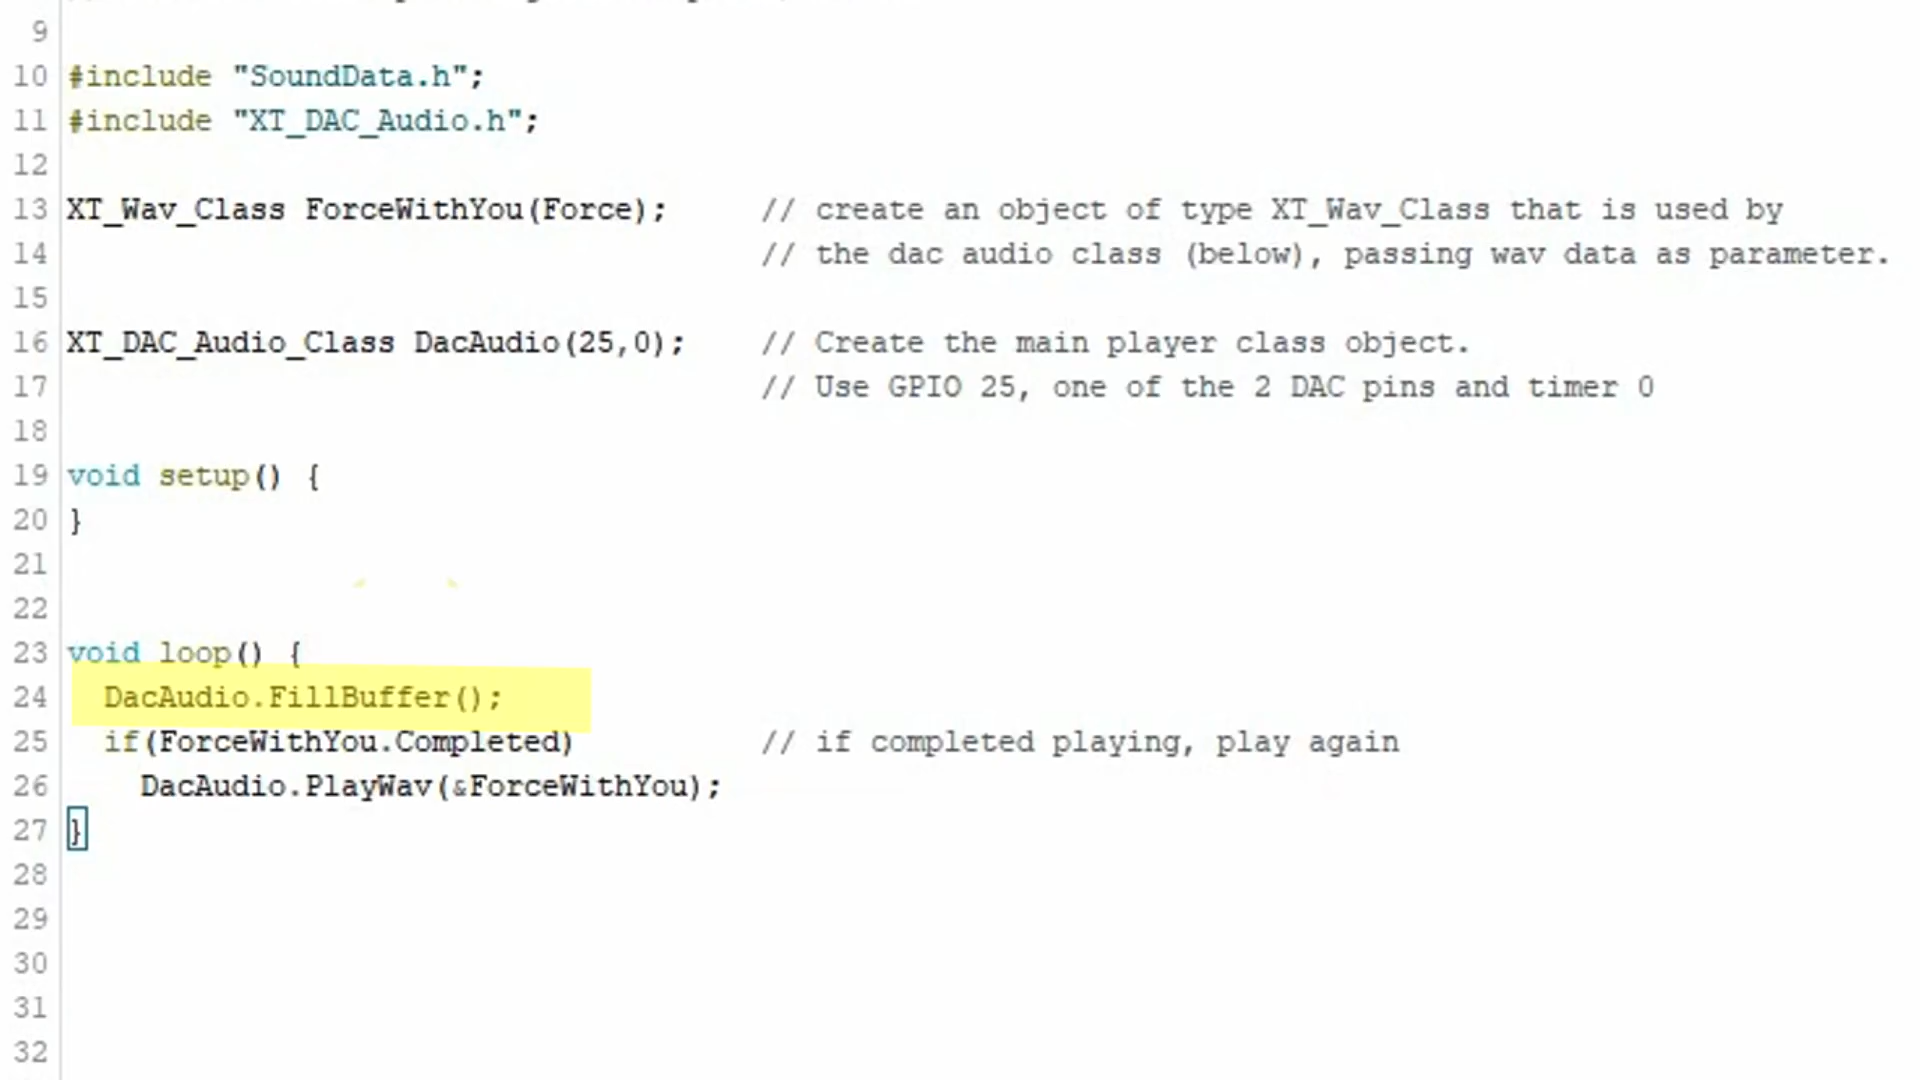 9
10 #include "SoundData.h";
11 #include "XT_DAC_Audio.h";
12
13 XT_Wav_Class ForceWithYou(Force);     // create an object of type XT_Wav_Class that is used by
14                                       // the dac audio class (below), passing wav data as parameter.
15
16 XT_DAC_Audio_Class DacAudio(25,0);    // Create the main player class object.
17                                       // Use GPIO 25, one of the 2 DAC pins and timer 0
18
19 void setup() {
20 }
21
22
23 void loop() {
24   DacAudio.FillBuffer();
25   if(ForceWithYou.Completed)          // if completed playing, play again
26     DacAudio.PlayWav(&ForceWithYou);
27 }
28
29
30
31
32